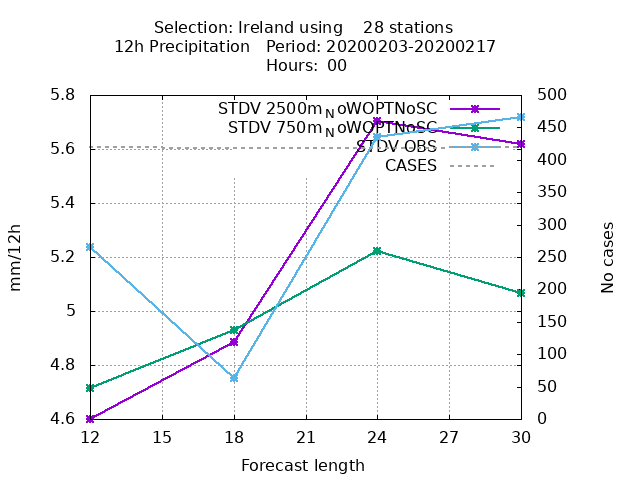 Selection: Ireland using 28 stations
12h Precipitation Period: 20200203-20200217
Hours: 00
5.8
5.6
5.4
5.2
5
4.8
4.6
mm/12h
STDV 2500m_NoWOPTNoSC
STDV 750m_NoWOPTNoSC
STDV OBS
CASES
500
450
400
350
300
250
200
150
100
50
0
No cases
12 15 18 21 24 27 30
Forecast length